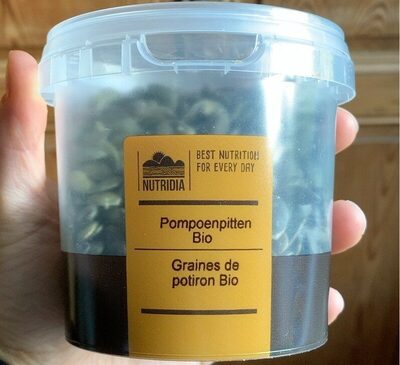 NUTRIDIA
BEST NUTRITION
FOR EVERY DAY
Pompoenpitten
Bio
Graines de
potiron Bio